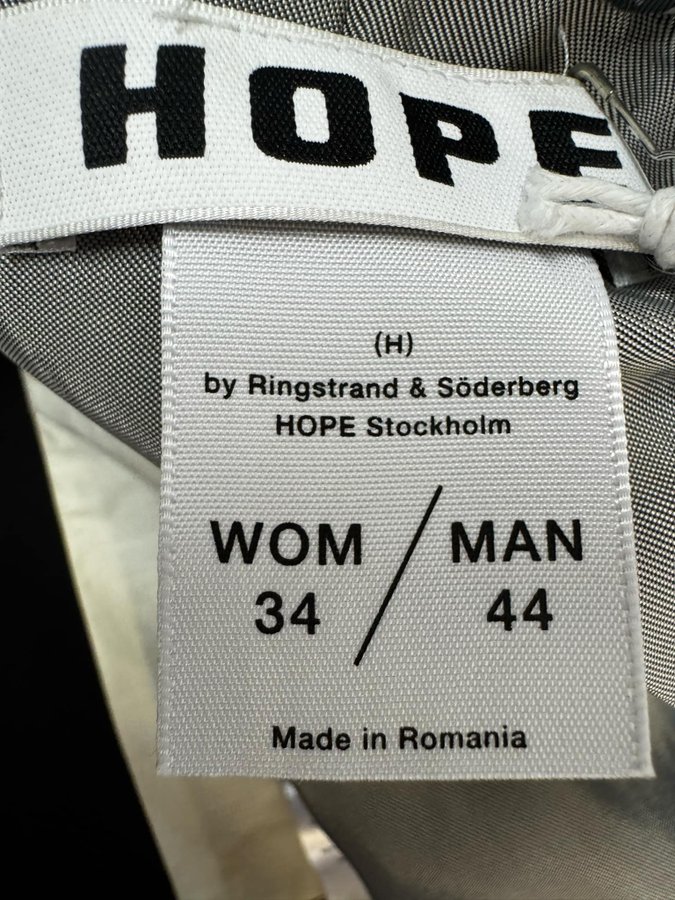 HOPE
(H)
by Ringstrand & Söderberg
HOPE Stockholm
WOM / MAN
34 44
Made in Romania